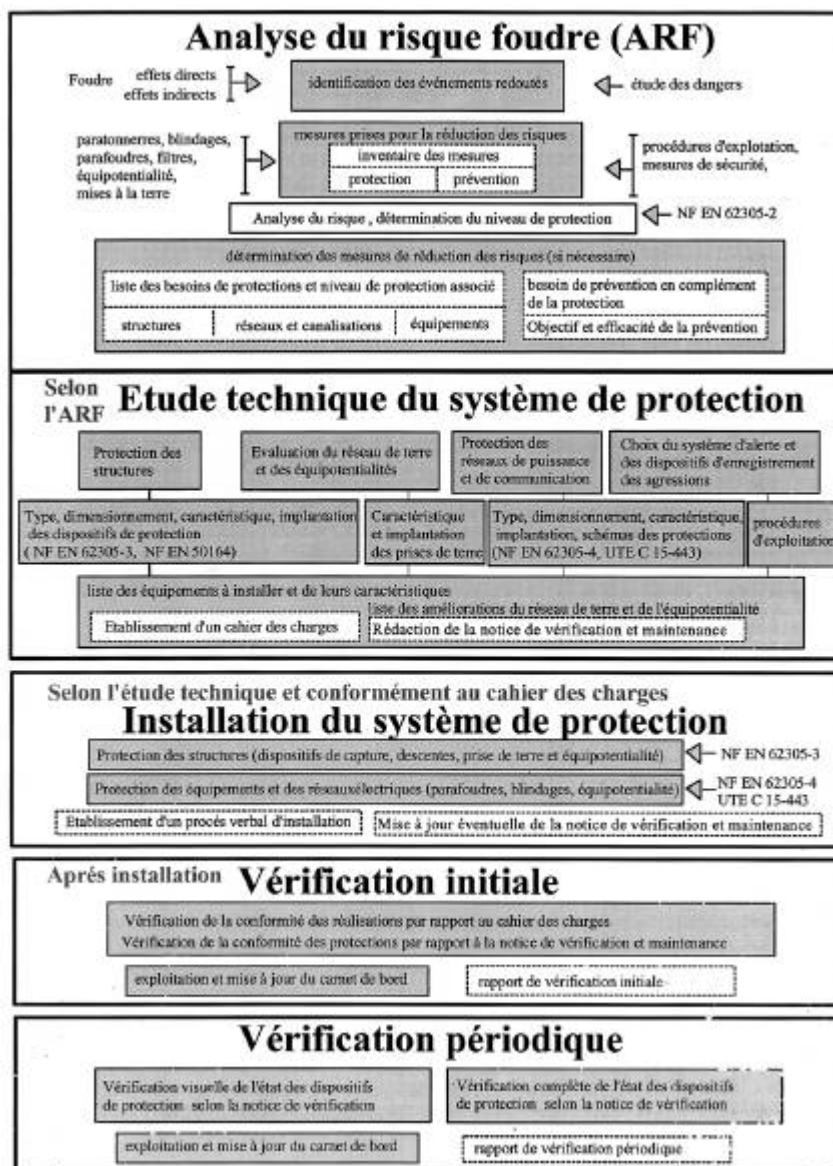 Analyse du risque foudre (ARF)
Foudre
effets directs
effets indirects
identification des événements redoutés
étude des dangers
paratonnerres, blindages,
parafoudres, filtres,
équipotentialité,
mises à la terre
mesures prises pour la réduction des risques
inventaire des mesures
protection
prévention
procédures d'explotation,
mesures de sécurité,
Analyse du risque , détermination du niveau de protection
NF EN 62305-2
détermination des mesures de réduction des risques (si nécessaire)
liste des besoins de protections et niveau de protection associé
structures
réseaux et canalisations
équipements
besoin de prévention en complément
de la protection
Objectif et efficacité de la prévention
Selon
l'ARF
Etude technique du système de protection
Protection des
structures
Evaluation du réseau de terre
et des équipotentialités
Protection des
réseaux de puissance
et de communication
Choix du système d'alerte et
des dispositifs d'enregistrement
des agressions
Type, dimensionnement, caractéristique, implantation
des dispositifs de protection
( NF EN 62305-3, NF EN 50164)
Caractéristique
et implantation
des prises de terre
Type, dimensionnement, caractéristique,
implantation, schémas des protections
(NF EN 62305-4, UTE C 15-443)
procédures
d'exploitation
liste des équipements à installer et de leurs caractéristiques
liste des améliorations du réseau de terre et de l'équipotentialité
Etablissement d'un cahier des charges
Rédaction de la notice de vérification et maintenance
Selon l'étude technique et conformément au cahier des charges
Installation du système de protection
Protection des structures (dispositifs de capture, descentes, prise de terre et équipotentialité)
NF EN 62305-3
Protection des équipements et des réseauxélectriques (parafoudres, blindages, équipotentialité)
NF EN 62305-4
UTE C 15-443
Etablissement d'un procés verbal d'installation
Mise à jour éventuelle de la notice de vérification et maintenance
Aprés installation
Vérification initiale
Vérification de la conformité des réalisations par rapport au cahier des charges
Vérification de la conformité des protections par rapport à la notice de vérification et maintenance
exploitation et mise à jour du carnet de bord
rapport de vérification initiale
Vérification périodique
Vérification visuelle de l'état des dispositifs
de protection selon la notice de vérification
Vérification complète de l'état des dispositifs
de protection selon la notice de vérification
exploitation et mise à jour du carnet de bord
rapport de vérification périodique